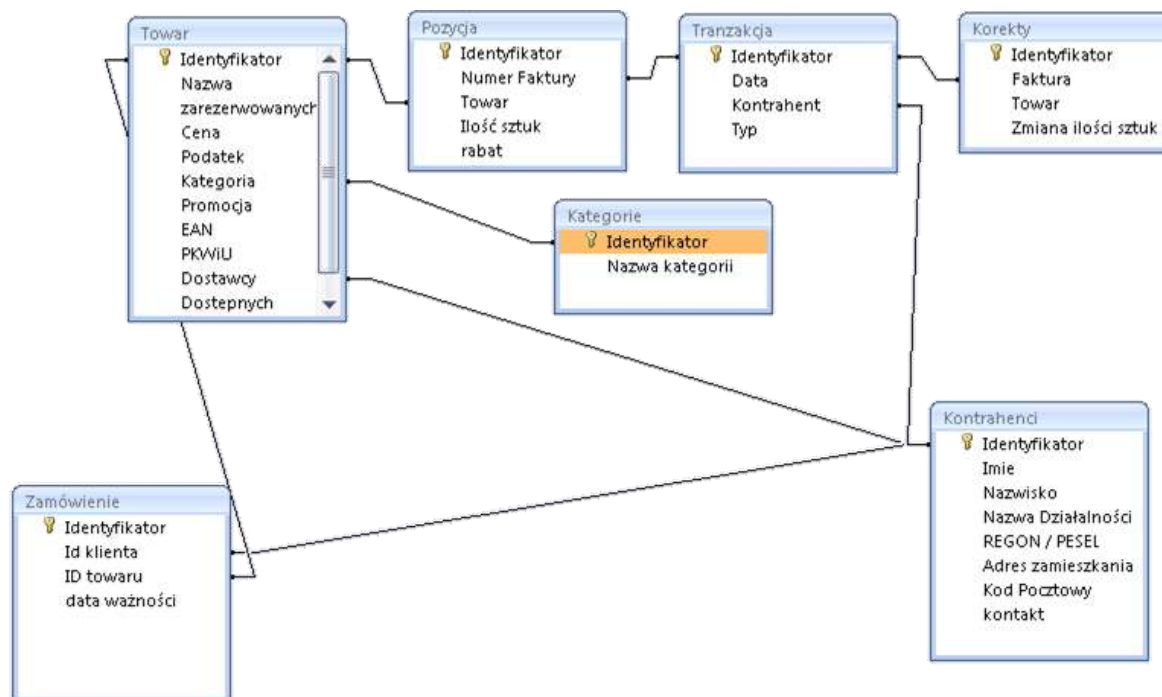 Towar
Identyfikator
Nazwa
zarezerwowanych
Cena
Podatek
Kategoria
Promocja
EAN
PKWiU
Dostawcy
Dostepnych
Pozycja
Identyfikator
Numer Faktury
Towar
Ilość sztuk
rabat
Tranzakcja
Identyfikator
Data
Kontrahent
Typ
Korekty
Identyfikator
Faktura
Towar
Zmiana ilości sztuk
Kategorie
Identyfikator
Nazwa kategorii
Kontrahenci
Identyfikator
Imie
Nazwisko
Nazwa Działalności
REGON / PESEL
Adres zamieszkania
Kod Pocztowy
kontakt
Zamówienie
Identyfikator
Id klienta
ID towaru
data ważności